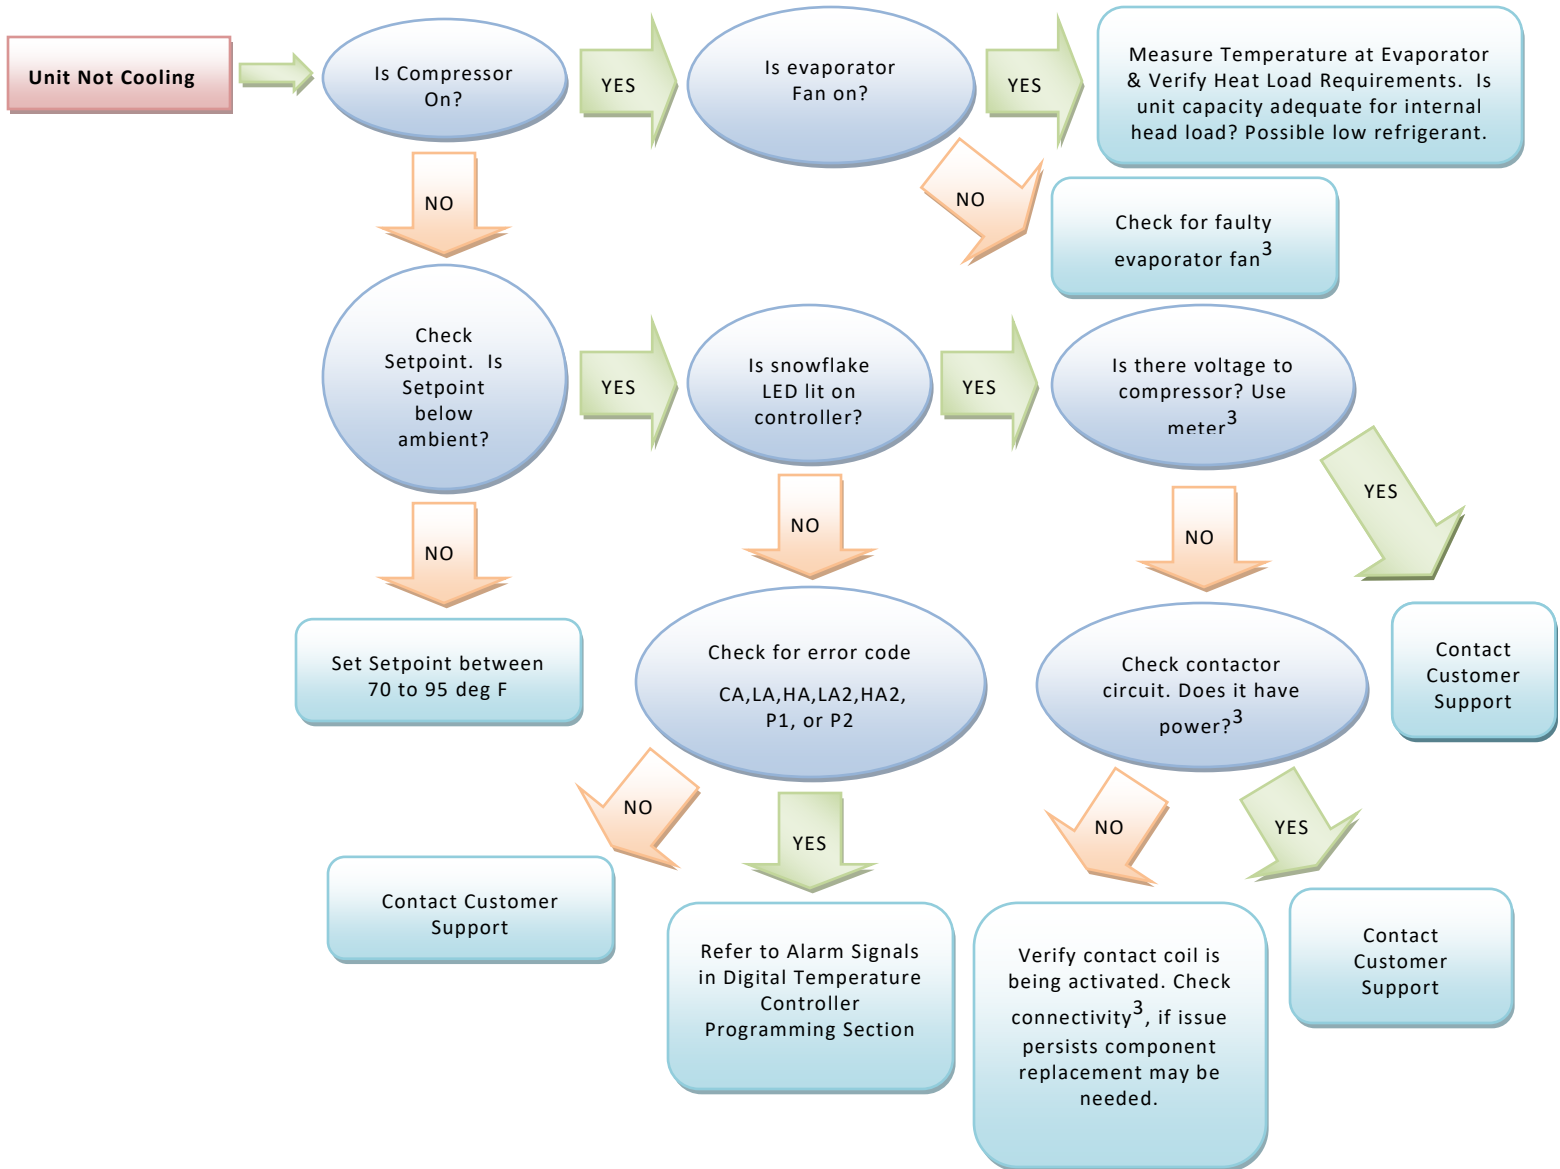 Unit Not Cooling
Is Compressor
On?
YES
Is evaporator
Fan on?
YES
Measure Temperature at Evaporator
& Verify Heat Load Requirements.  Is
unit capacity adequate for internal
head load? Possible low refrigerant.
NO
NO
Check for faulty
evaporator fan3
Check
Setpoint.  Is
Setpoint
below
ambient?
YES
Is snowflake
LED lit on
controller?
YES
Is there voltage to
compressor? Use
meter3
YES
NO
NO
NO
Set Setpoint between
70 to 95 deg F
Check for error code
CA,LA,HA,LA2,HA2,
P1, or P2
Check contactor
circuit. Does it have
power?3
Contact
Customer
Support
NO
YES
NO
YES
Contact Customer
Support
Refer to Alarm Signals
in Digital Temperature
Controller
Programming Section
Verify contact coil is
being activated. Check
connectivity3, if issue
persists component
replacement may be
needed.
Contact
Customer
Support